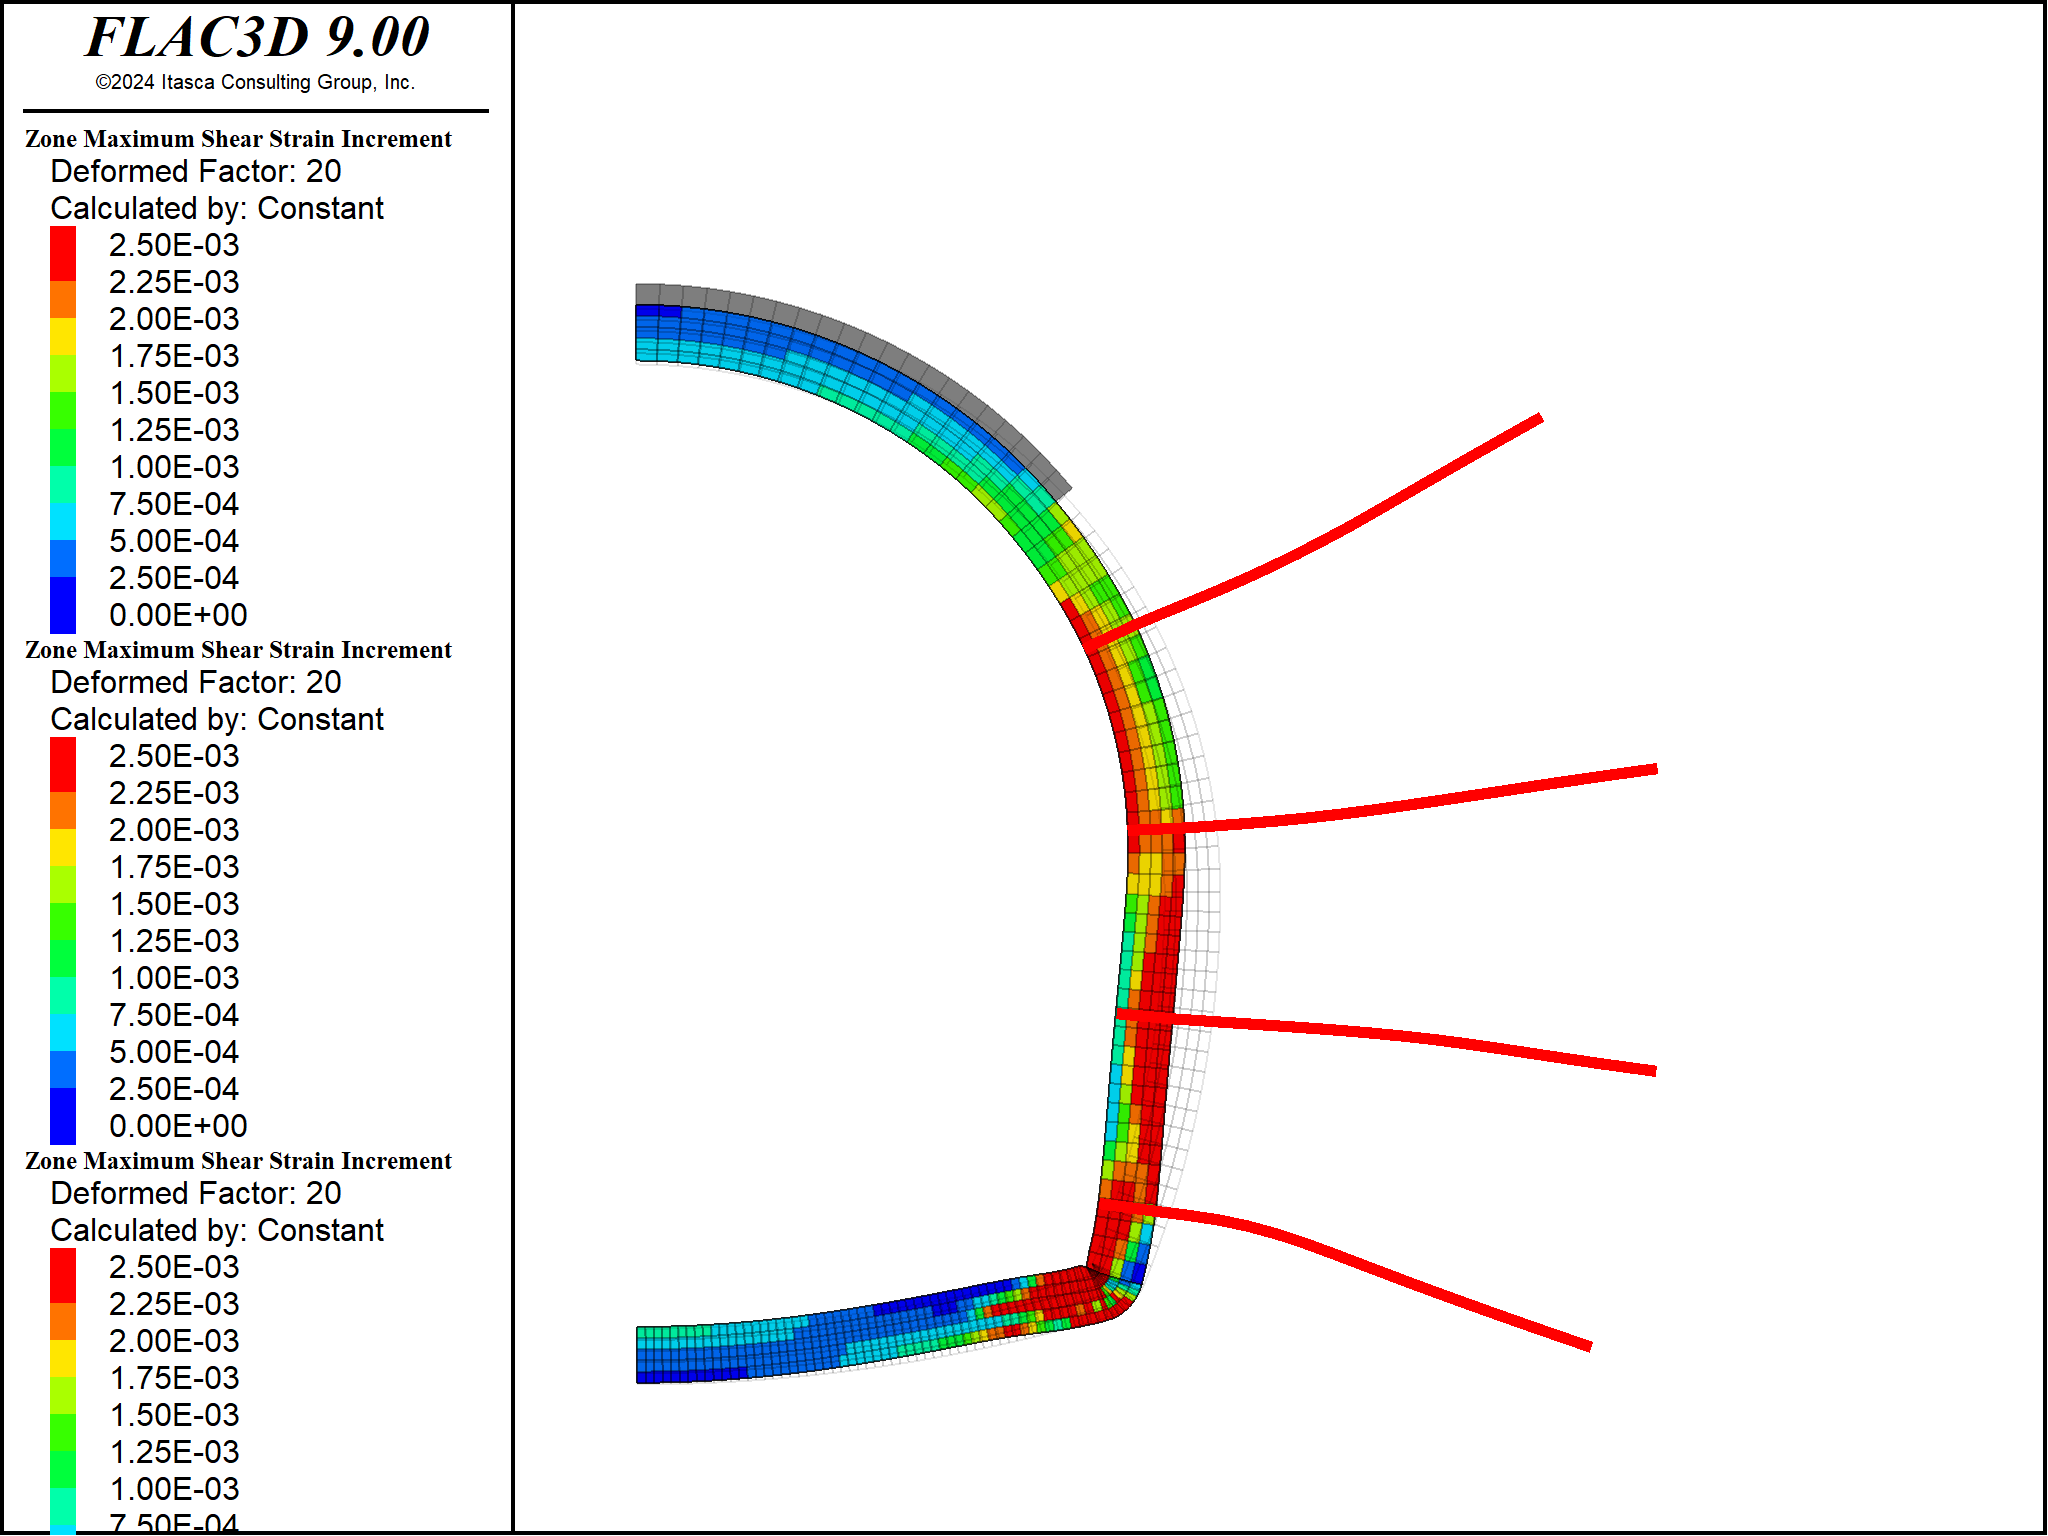 FLAC3D 9.00
©2024 Itasca Consulting Group, Inc.
Zone Maximum Shear Strain Increment
Deformed Factor: 20
Calculated by: Constant
2.50E-03
2.25E-03
2.00E-03
1.75E-03
1.50E-03
1.25E-03
1.00E-03
7.50E-04
5.00E-04
2.50E-04
0.00E+00
Zone Maximum Shear Strain Increment
Deformed Factor: 20
Calculated by: Constant
2.50E-03
2.25E-03
2.00E-03
1.75E-03
1.50E-03
1.25E-03
1.00E-03
7.50E-04
5.00E-04
2.50E-04
0.00E+00
Zone Maximum Shear Strain Increment
Deformed Factor: 20
Calculated by: Constant
2.50E-03
2.25E-03
2.00E-03
1.75E-03
1.50E-03
1.25E-03
1.00E-03
7.50E-04